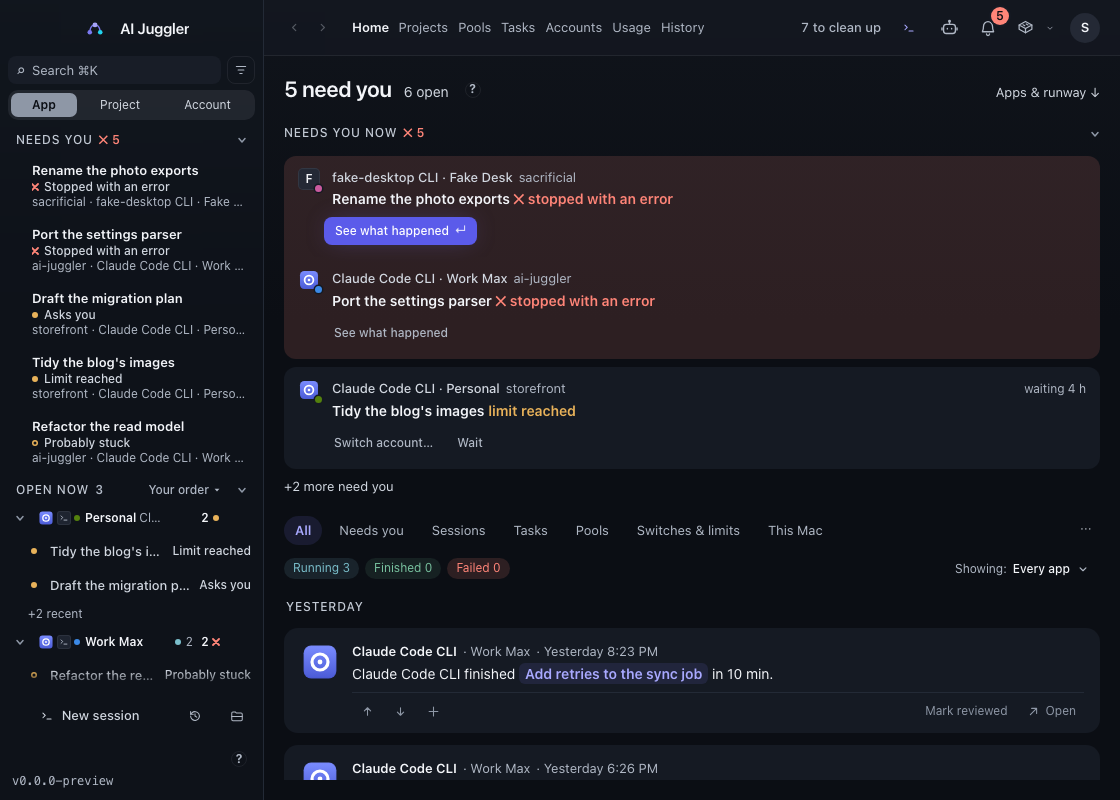 AI Juggler
Search ⌘K
App Project Account
NEEDS YOU 5
Rename the photo exports
Stopped with an error
sacrificial · fake-desktop CLI · Fake ...
Port the settings parser
Stopped with an error
ai-juggler · Claude Code CLI · Work ...
Draft the migration plan
Asks you
storefront · Claude Code CLI · Perso...
Tidy the blog's images
Limit reached
storefront · Claude Code CLI · Perso...
Refactor the read model
Probably stuck
ai-juggler · Claude Code CLI · Work ...
OPEN NOW 3 Your order
Personal Cl... 2
Tidy the blog's i... Limit reached
Draft the migration p... Asks you
+2 recent
Work Max 2 2
Refactor the re... Probably stuck
New session
?
v0.0.0-preview
Home Projects Pools Tasks Accounts Usage History 7 to clean up 5 S
5 need you 6 open ? Apps & runway ↓
NEEDS YOU NOW 5
F fake-desktop CLI · Fake Desk sacrificial
Rename the photo exports stopped with an error
See what happened
Claude Code CLI · Work Max ai-juggler
Port the settings parser stopped with an error
See what happened
Claude Code CLI · Personal storefront waiting 4 h
Tidy the blog's images limit reached
Switch account... Wait
+2 more need you
All Needs you Sessions Tasks Pools Switches & limits This Mac ...
Running 3 Finished 0 Failed 0 Showing: Every app
YESTERDAY
Claude Code CLI · Work Max · Yesterday 8:23 PM
Claude Code CLI finished Add retries to the sync job in 10 min.
Mark reviewed Open
Claude Code CLI · Work Max · Yesterday 6:26 PM